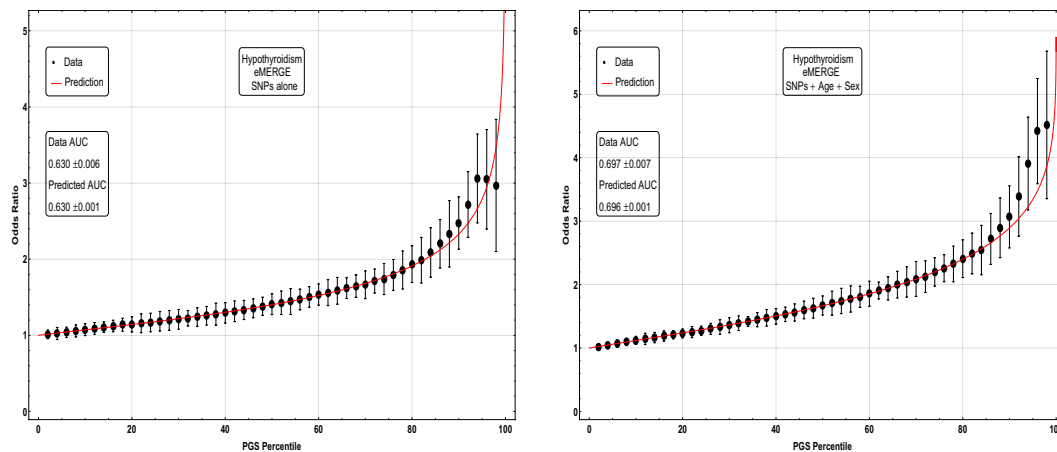 5
4
3
2
1
0
Odds Ratio
Data
Prediction
Hypothyroidism
eMERGE
SNPs alone
Data AUC
0.630 ±0.006
Predicted AUC
0.630 ±0.001
0 20 40 60 80 100
PGS Percentile
6
5
4
3
2
1
0
Odds Ratio
Data
Prediction
Hypothyroidism
eMERGE
SNPs + Age + Sex
Data AUC
0.697 ±0.007
Predicted AUC
0.696 ±0.001
0 20 40 60 80 100
PGS Percentile